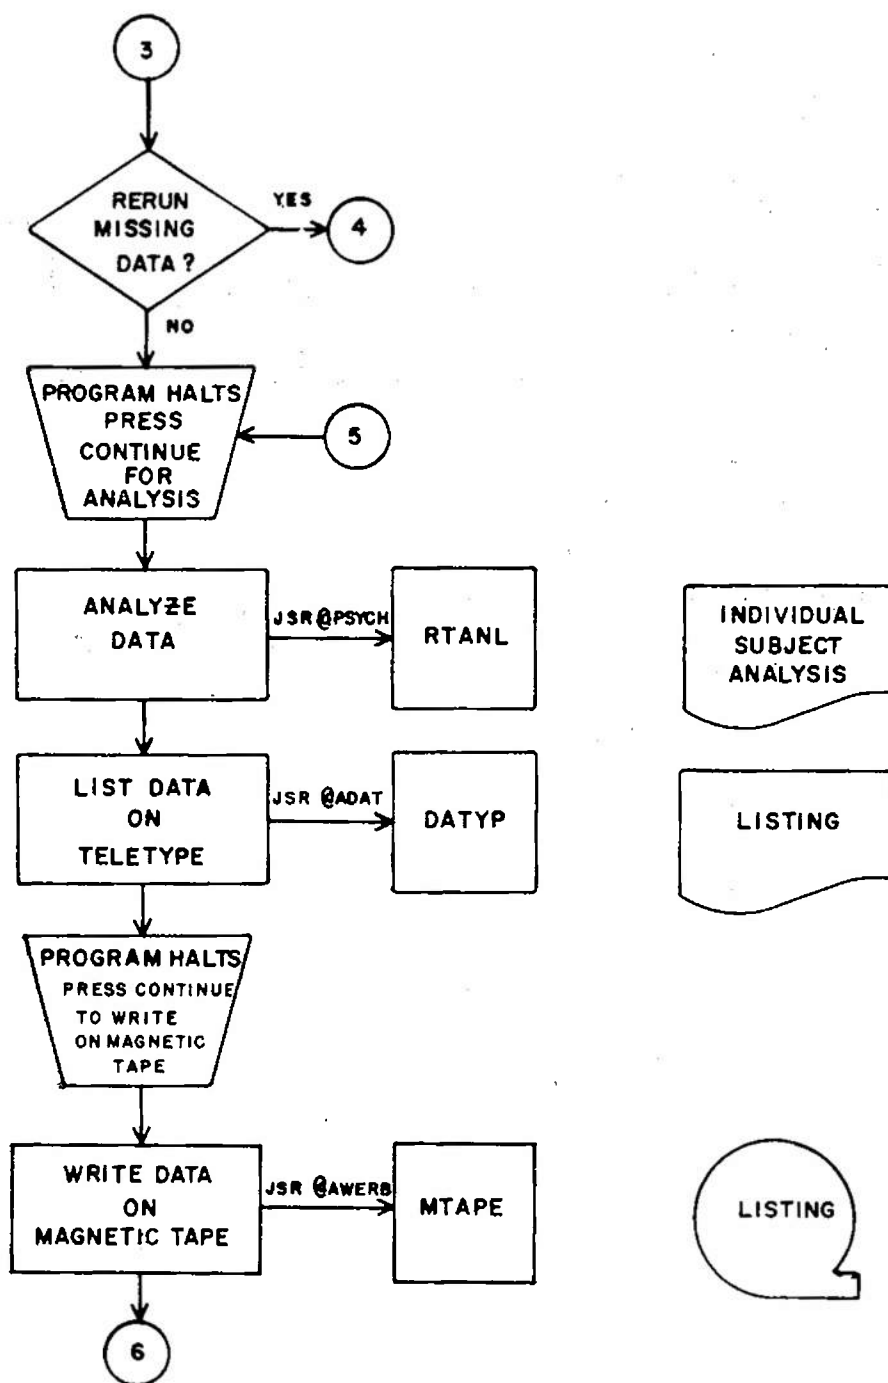 3
RERUN
MISSING
DATA?
YES
4
NO
PROGRAM HALTS
PRESS
CONTINUE
FOR
ANALYSIS
5
ANALYZE
DATA
JSR @PSYCH
RTANL
INDIVIDUAL
SUBJECT
ANALYSIS
LIST DATA
ON
TELETYPE
JSR @ADAT
DATYP
LISTING
PROGRAM HALTS
PRESS CONTINUE
TO WRITE
ON MAGNETIC
TAPE
WRITE DATA
ON
MAGNETIC TAPE
JSR @AWERB
MTAPE
LISTING
6